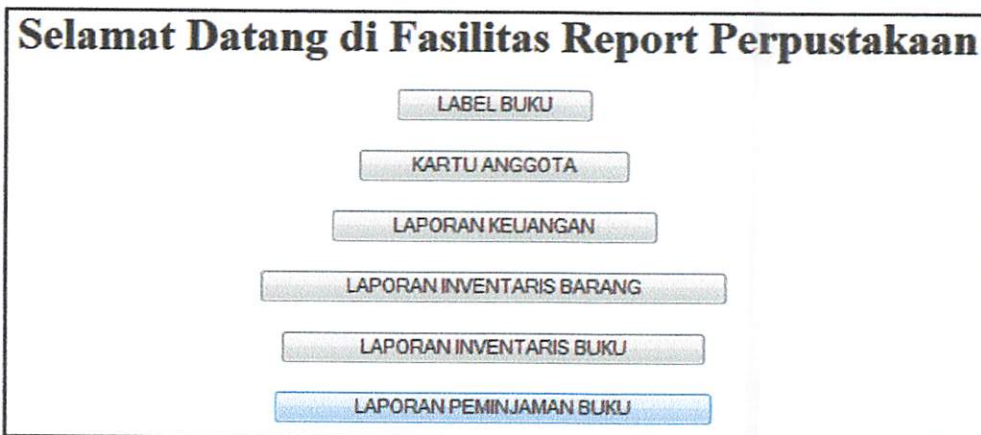 Selamat Datang di Fasilitas Report Perpustakaan
LABEL BUKU
KARTU ANGGOTA
LAPORAN KEUANGAN
LAPORAN INVENTARIS BARANG
LAPORAN INVENTARIS BUKU
LAPORAN PEMINJAMAN BUKU